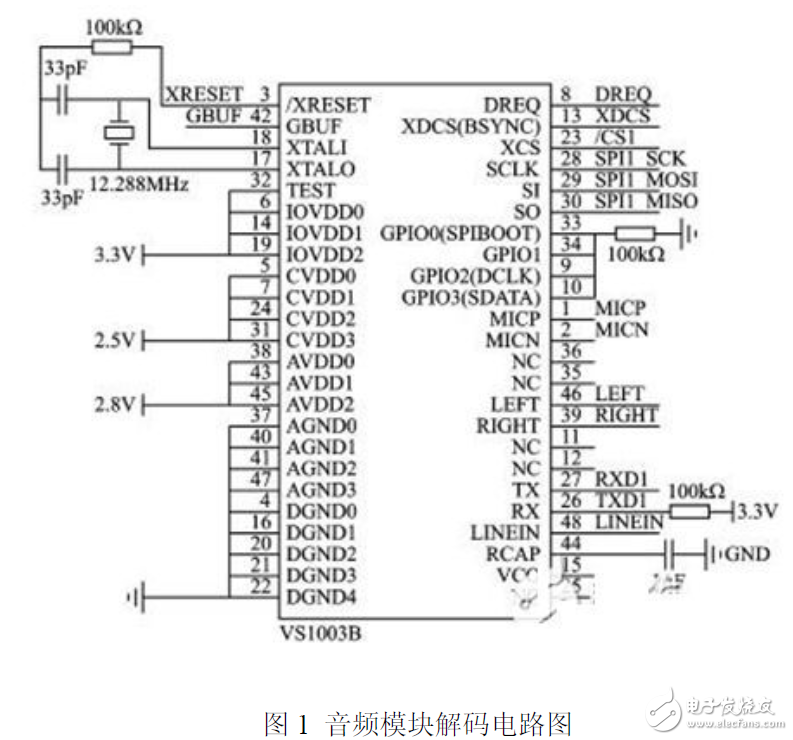 100kΩ
33pF
33pF
12.288MHz
XRESET 3 /XRESET
GBUF 42 GBUF
18 XTALI
17 XTALO
32 TEST
6 IOVDD0
14 IOVDD1
3.3V 19 IOVDD2
5 CVDD0
7 CVDD1
24 CVDD2
2.5V 31 CVDD3
38 AVDD0
43 AVDD1
2.8V 45 AVDD2
37 AGND0
40 AGND1
41 AGND2
47 AGND3
4 DGND0
16 DGND1
20 DGND2
21 DGND3
22 DGND4
DREQ 8 DREQ
XDCS(BSYNC) 13 XDCS
XCS 23 /CS1
SCLK 28 SPI1 SCK
SI 29 SPI1 MOSI
SO 30 SPI1 MISO
GPIO0(SPIBOOT) 33
GPIO1 34 100kΩ
GPIO2(DCLK) 9
GPIO3(SDATA) 10
MICP 1 MICP
MICN 2 MICN
NC 36
NC 35
LEFT 46 LEFT
RIGHT 39 RIGHT
NC 11
NC 12
TX 27 RXD1
RX 26 TXD1 100kΩ 3.3V
LINEIN 48 LINEIN
RCAP 44 GND
15
VS1003B
图 1 音频模块解码电路图
电子发烧友
www.elecfans.com